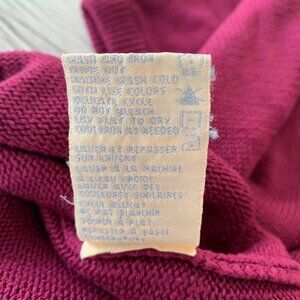 WASH AND IRON
INSIDE OUT
MACHINE WASH COLD
WITH LIKE COLORS
DELICATE CYCLE
DO NOT BLEACH
LAY FLAT TO DRY
COOL IRON AS NEEDED
LAVER ET REPASSER
SUR ENVERS
LAVER A LA MACHINE
A L'EAU FROIDE
LAVER AVEC DES
COULEURES SIMILAIRES
CYCLE DELICAT
NE PAS BLANCHIR
SECHER A PLAT
REPASSER A BASSE
TEMPERATURE